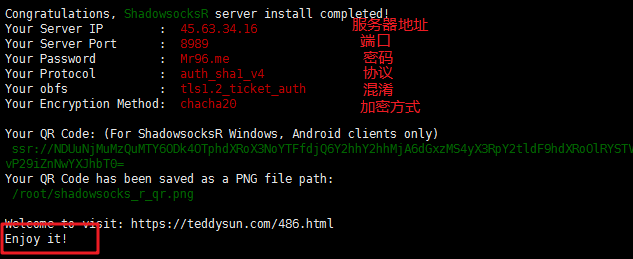 Congratulations, ShadowsocksR server install completed!
Your Server IP        :  45.63.34.16 服务器地址
Your Server Port      :  8989 端口
Your Password         :  Mr96.me 密码
Your Protocol         :  auth_sha1_v4 协议
Your obfs             :  tls1.2_ticket_auth 混淆
Your Encryption Method:  chacha20 加密方式
Your QR Code: (For ShadowsocksR Windows, Android clients only)
Your QR Code has been saved as a PNG file path:
/root/shadowsocks_r_qr.png
Welcome to visit: https://teddysun.com/486.html
Enjoy it!